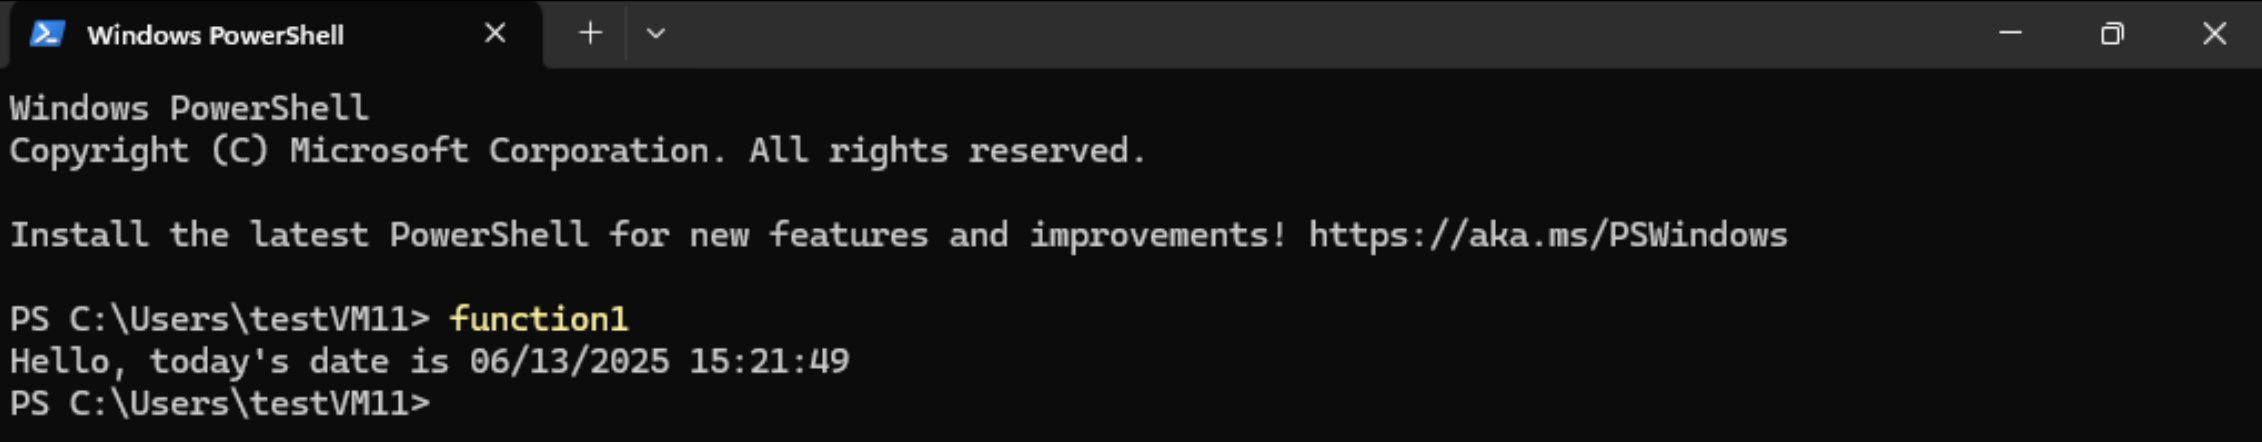 Windows PowerShell
Windows PowerShell
Copyright (C) Microsoft Corporation. All rights reserved.
Install the latest PowerShell for new features and improvements! https://aka.ms/PSWindows
PS C:\Users\testVM11> function1
Hello, today's date is 06/13/2025 15:21:49
PS C:\Users\testVM11>